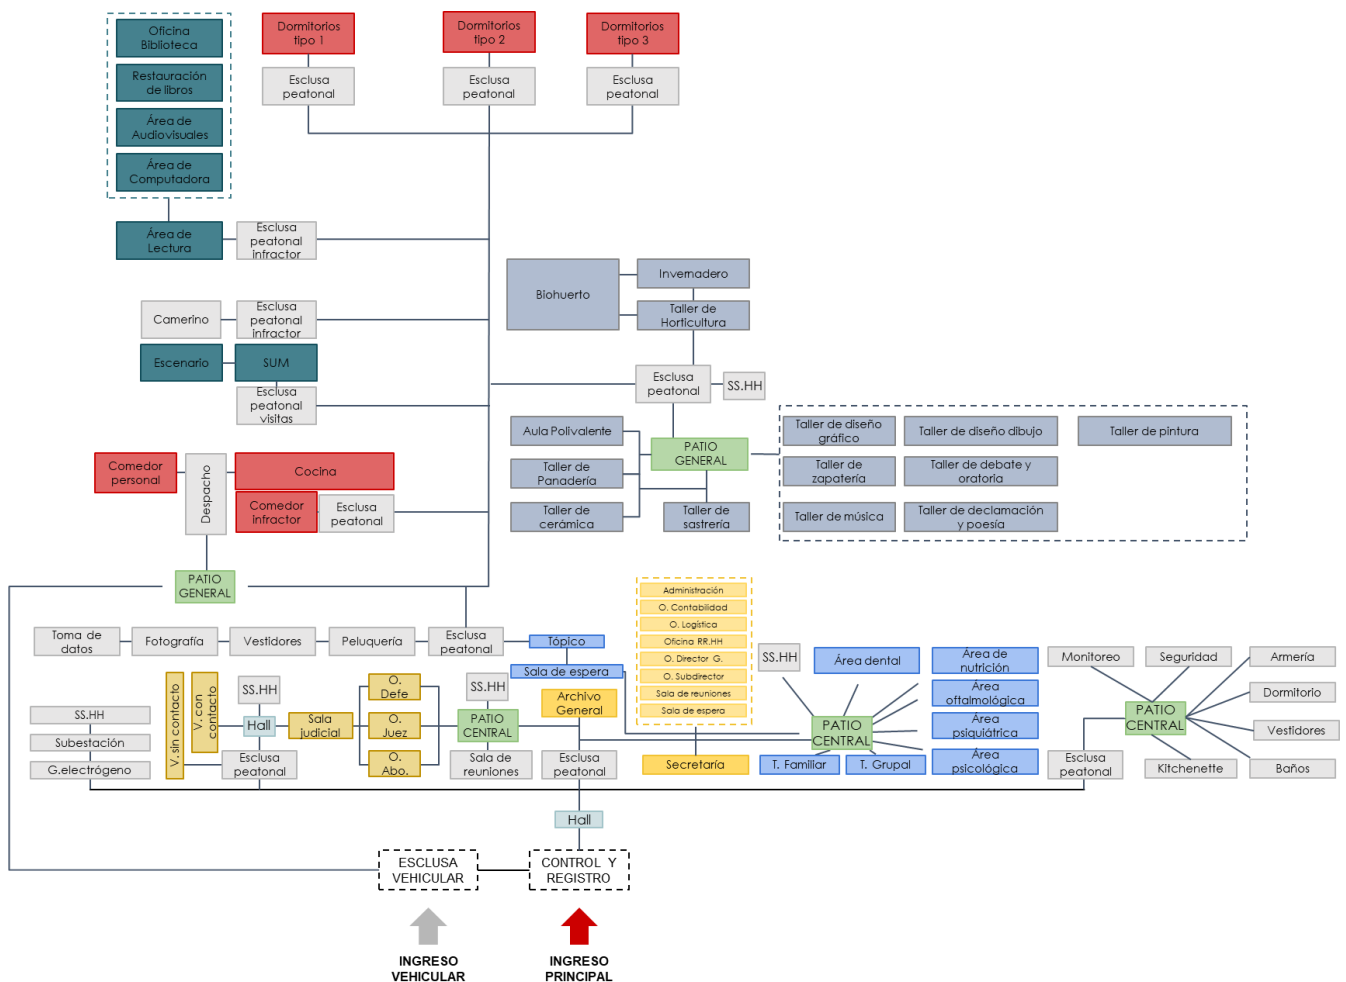 Oficina
Biblioteca
Restauración
de libros
Área de
Audiovisuales
Área de
Computadora
Área de
Lectura
Esclusa
peatonal
infractor
Dormitorios
tipo 1
Esclusa
peatonal
Dormitorios
tipo 2
Esclusa
peatonal
Dormitorios
tipo 3
Esclusa
peatonal
Camerino
Esclusa
peatonal
infractor
Escenario
SUM
Esclusa
peatonal
visitas
Biohuerto
Invernadero
Taller de
Horticultura
Esclusa
peatonal
SS.HH
Aula Polivalente
Taller de
Panadería
Taller de
cerámica
PATIO
GENERAL
Taller de
sastrería
Taller de diseño
gráfico
Taller de diseño dibujo
Taller de pintura
Taller de
zapatería
Taller de debate y
oratoria
Taller de música
Taller de declamación
y poesía
Comedor
personal
Despacho
Cocina
Comedor
infractor
Esclusa
peatonal
PATIO
GENERAL
Toma de
datos
Fotografía
Vestidores
Peluquería
Esclusa
peatonal
Tópico
Sala de espera
Archivo
General
Administración
O. Contabilidad
O. Logística
Oficina RR.HH
O. Director G.
O. Subdirector
Sala de reuniones
Sala de espera
Secretaría
SS.HH
Área dental
Área de
nutrición
Área
oftalmológica
Área
psiquiátrica
Área
psicológica
PATIO
CENTRAL
T. Familiar
T. Grupal
Monitoreo
Seguridad
Armería
Dormitorio
Vestidores
Baños
Kitchenette
PATIO
CENTRAL
Esclusa
peatonal
SS.HH
Subestación
G.electrógeno
V. sin contacto
V. con
contacto
SS.HH
Hall
Esclusa
peatonal
Sala
judicial
O.
Defe
O.
Juez
O.
Abo.
SS.HH
PATIO
CENTRAL
Sala de
reuniones
Esclusa
peatonal
Hall
ESCLUSA
VEHICULAR
CONTROL Y
REGISTRO
INGRESO
VEHICULAR
INGRESO
PRINCIPAL